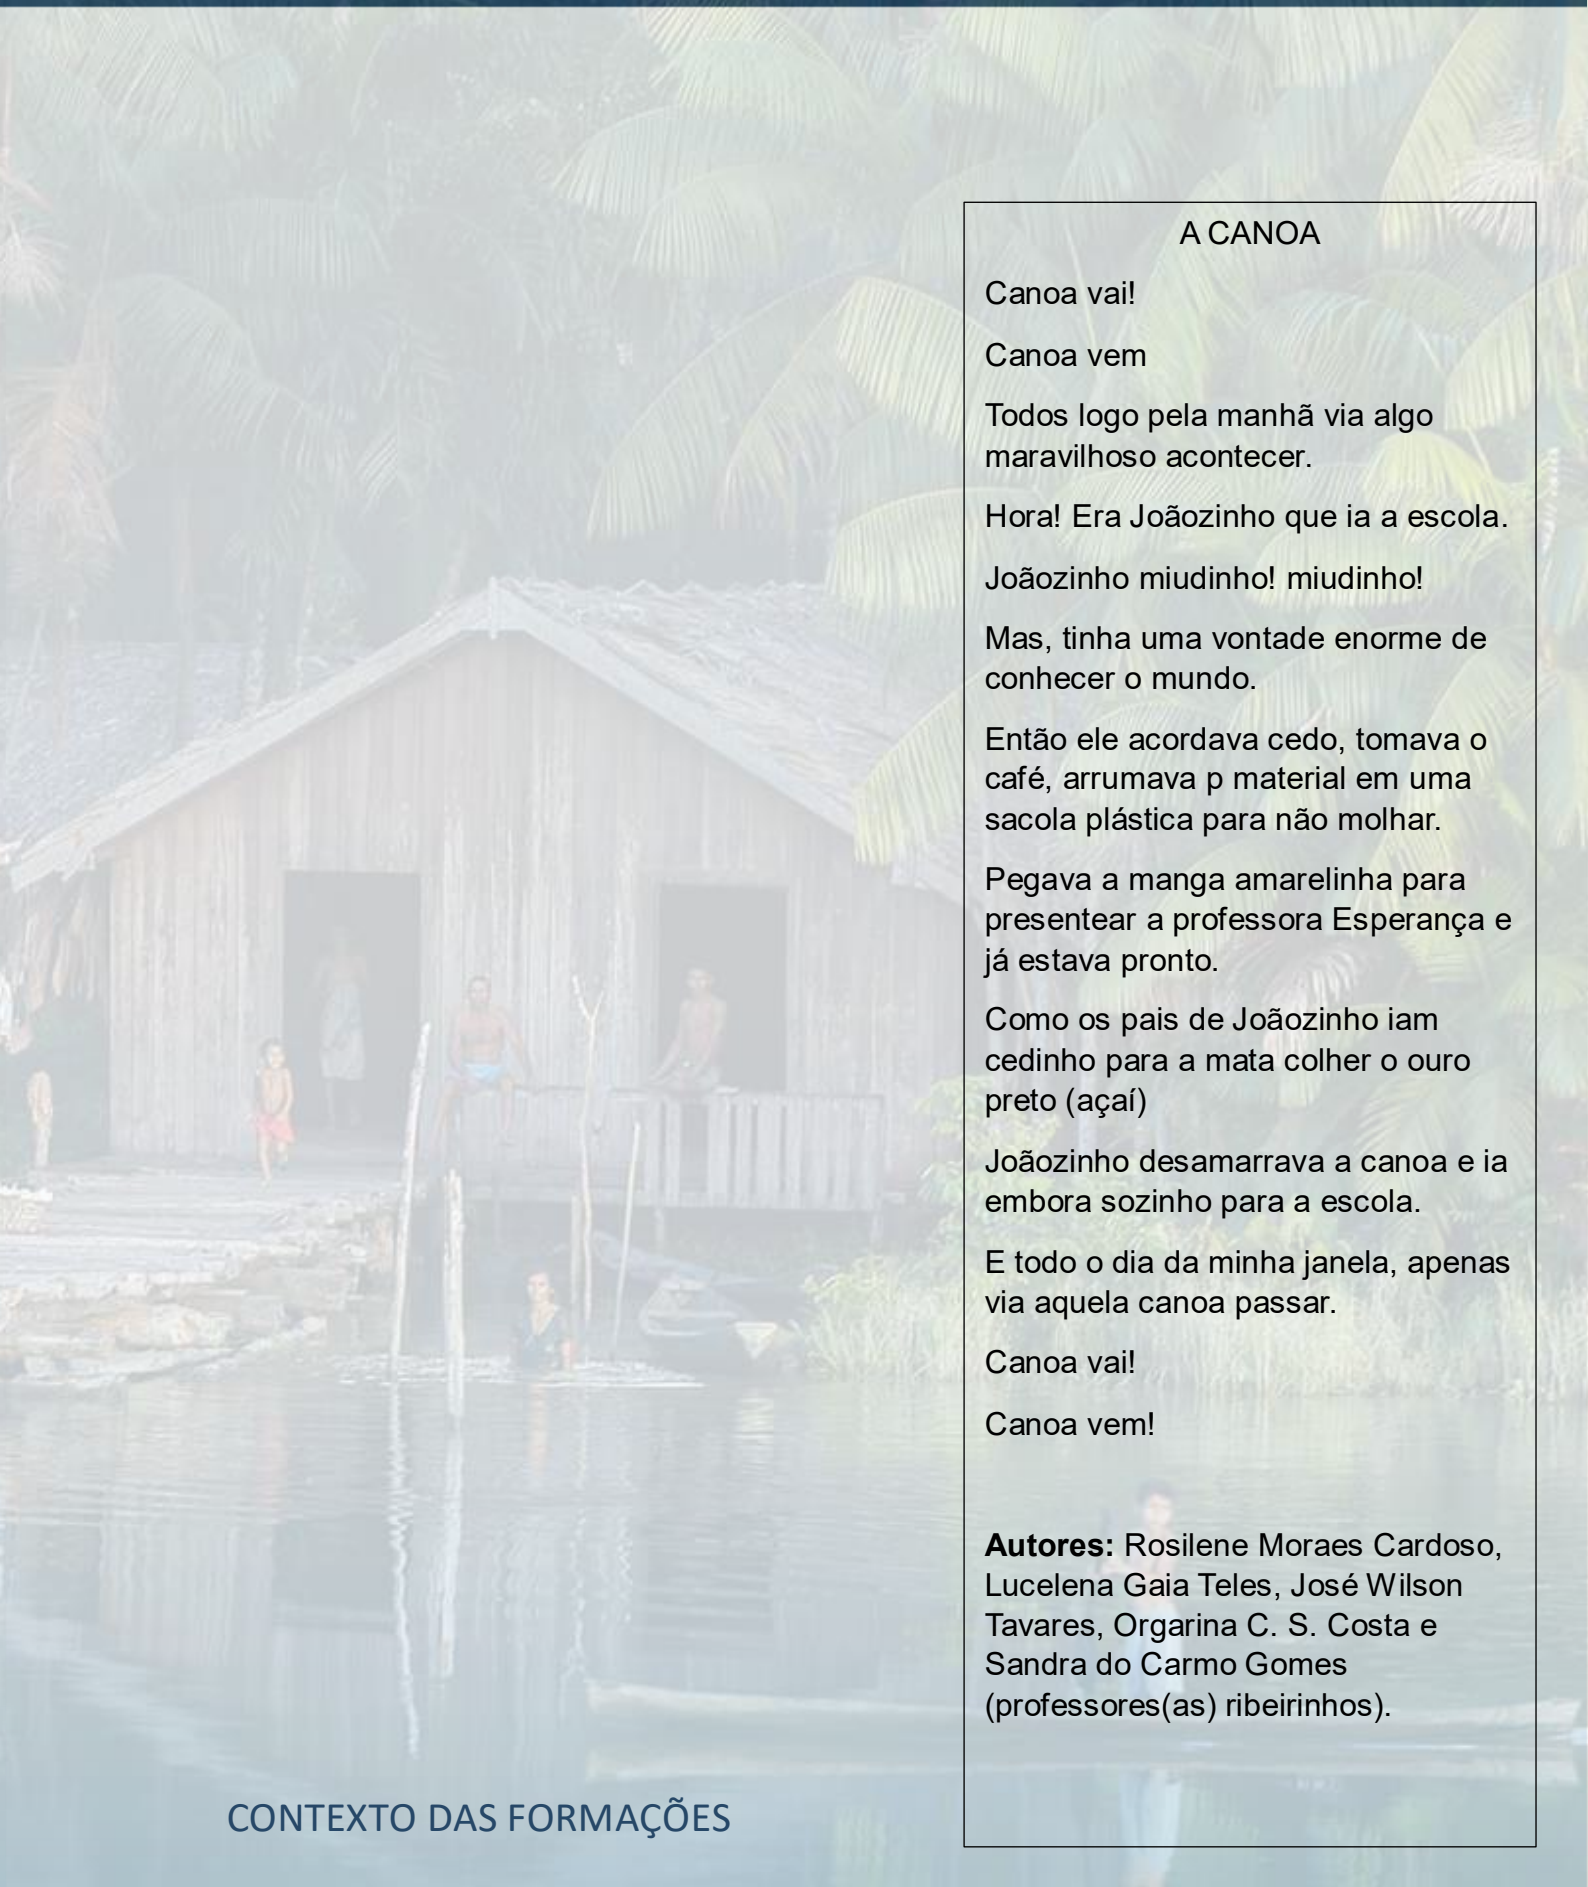 A CANOA
Canoa vai!
Canoa vem
Todos logo pela manhã via algo
maravilhoso acontecer.
Hora! Era Joãozinho que ia a escola.
Joãozinho miudinho! miudinho!
Mas, tinha uma vontade enorme de
conhecer o mundo.
Então ele acordava cedo, tomava o
café, arrumava p material em uma
sacola plástica para não molhar.
Pegava a manga amarelinha para
presentear a professora Esperança e
já estava pronto.
Como os pais de Joãozinho iam
cedinho para a mata colher o ouro
preto (açaí)
Joãozinho desamarrava a canoa e ia
embora sozinho para a escola.
E todo o dia da minha janela, apenas
via aquela canoa passar.
Canoa vai!
Canoa vem!
Autores: Rosilene Moraes Cardoso,
Lucelena Gaia Teles, José Wilson
Tavares, Orgarina C. S. Costa e
Sandra do Carmo Gomes
(professores(as) ribeirinhos).
CONTEXTO DAS FORMAÇÕES